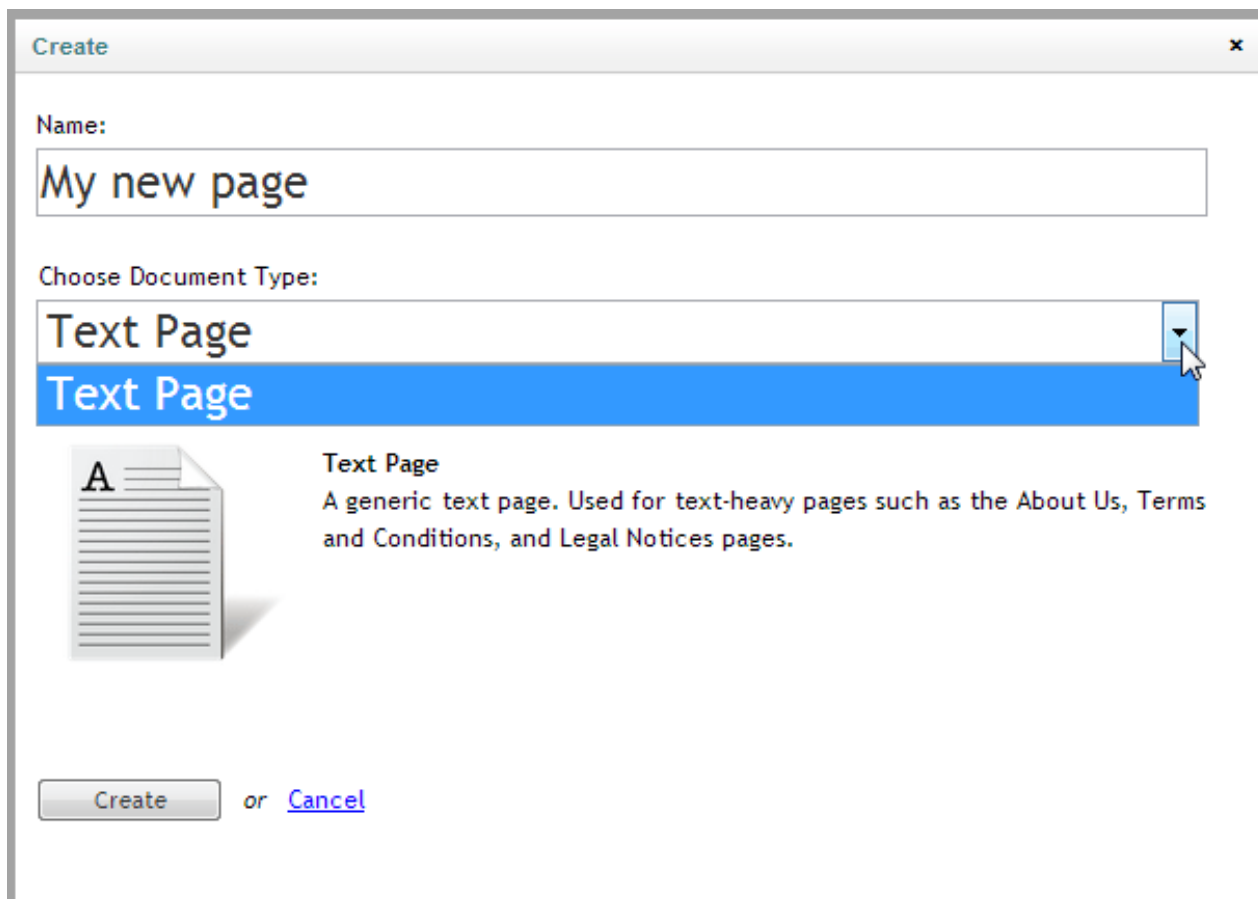 Create
Name:
My new page
Choose Document Type:
Text Page
Text Page
A
Text Page
A generic text page. Used for text-heavy pages such as the About Us, Terms
and Conditions, and Legal Notices pages.
Create or Cancel